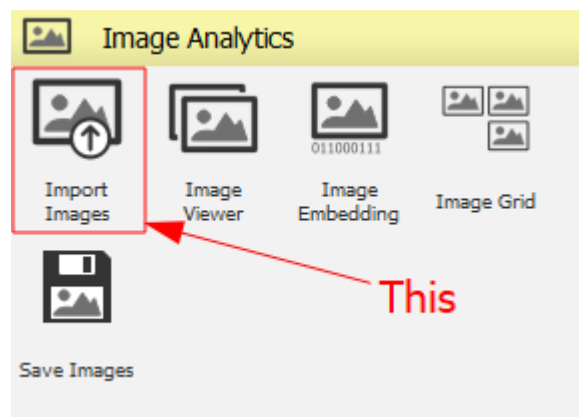 Image Analytics
Import
Images
Image
Viewer
011000111
Image
Embedding
Image Grid
This
Save Images